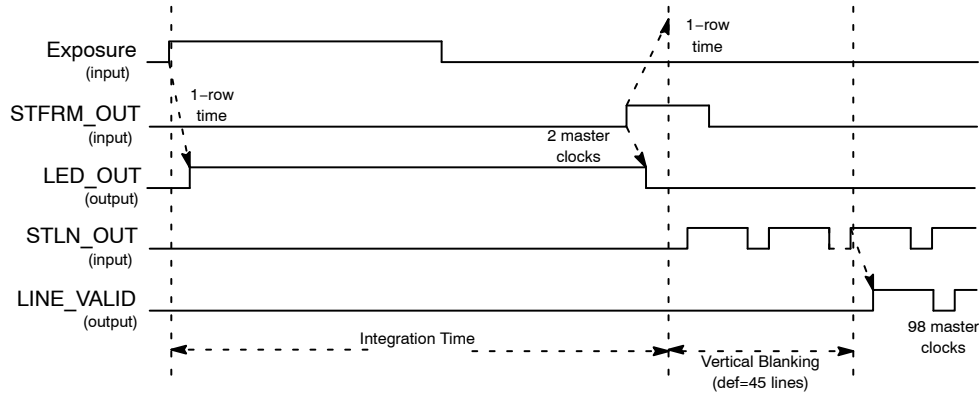 1−row
time
Exposure
(input)
1−row
time
STFRM_OUT
(input)
2 master
clocks
LED_OUT
(output)
STLN_OUT
(input)
LINE_VALID
(output)
98 master
clocks
Integration Time
Vertical Blanking
(def=45 lines)